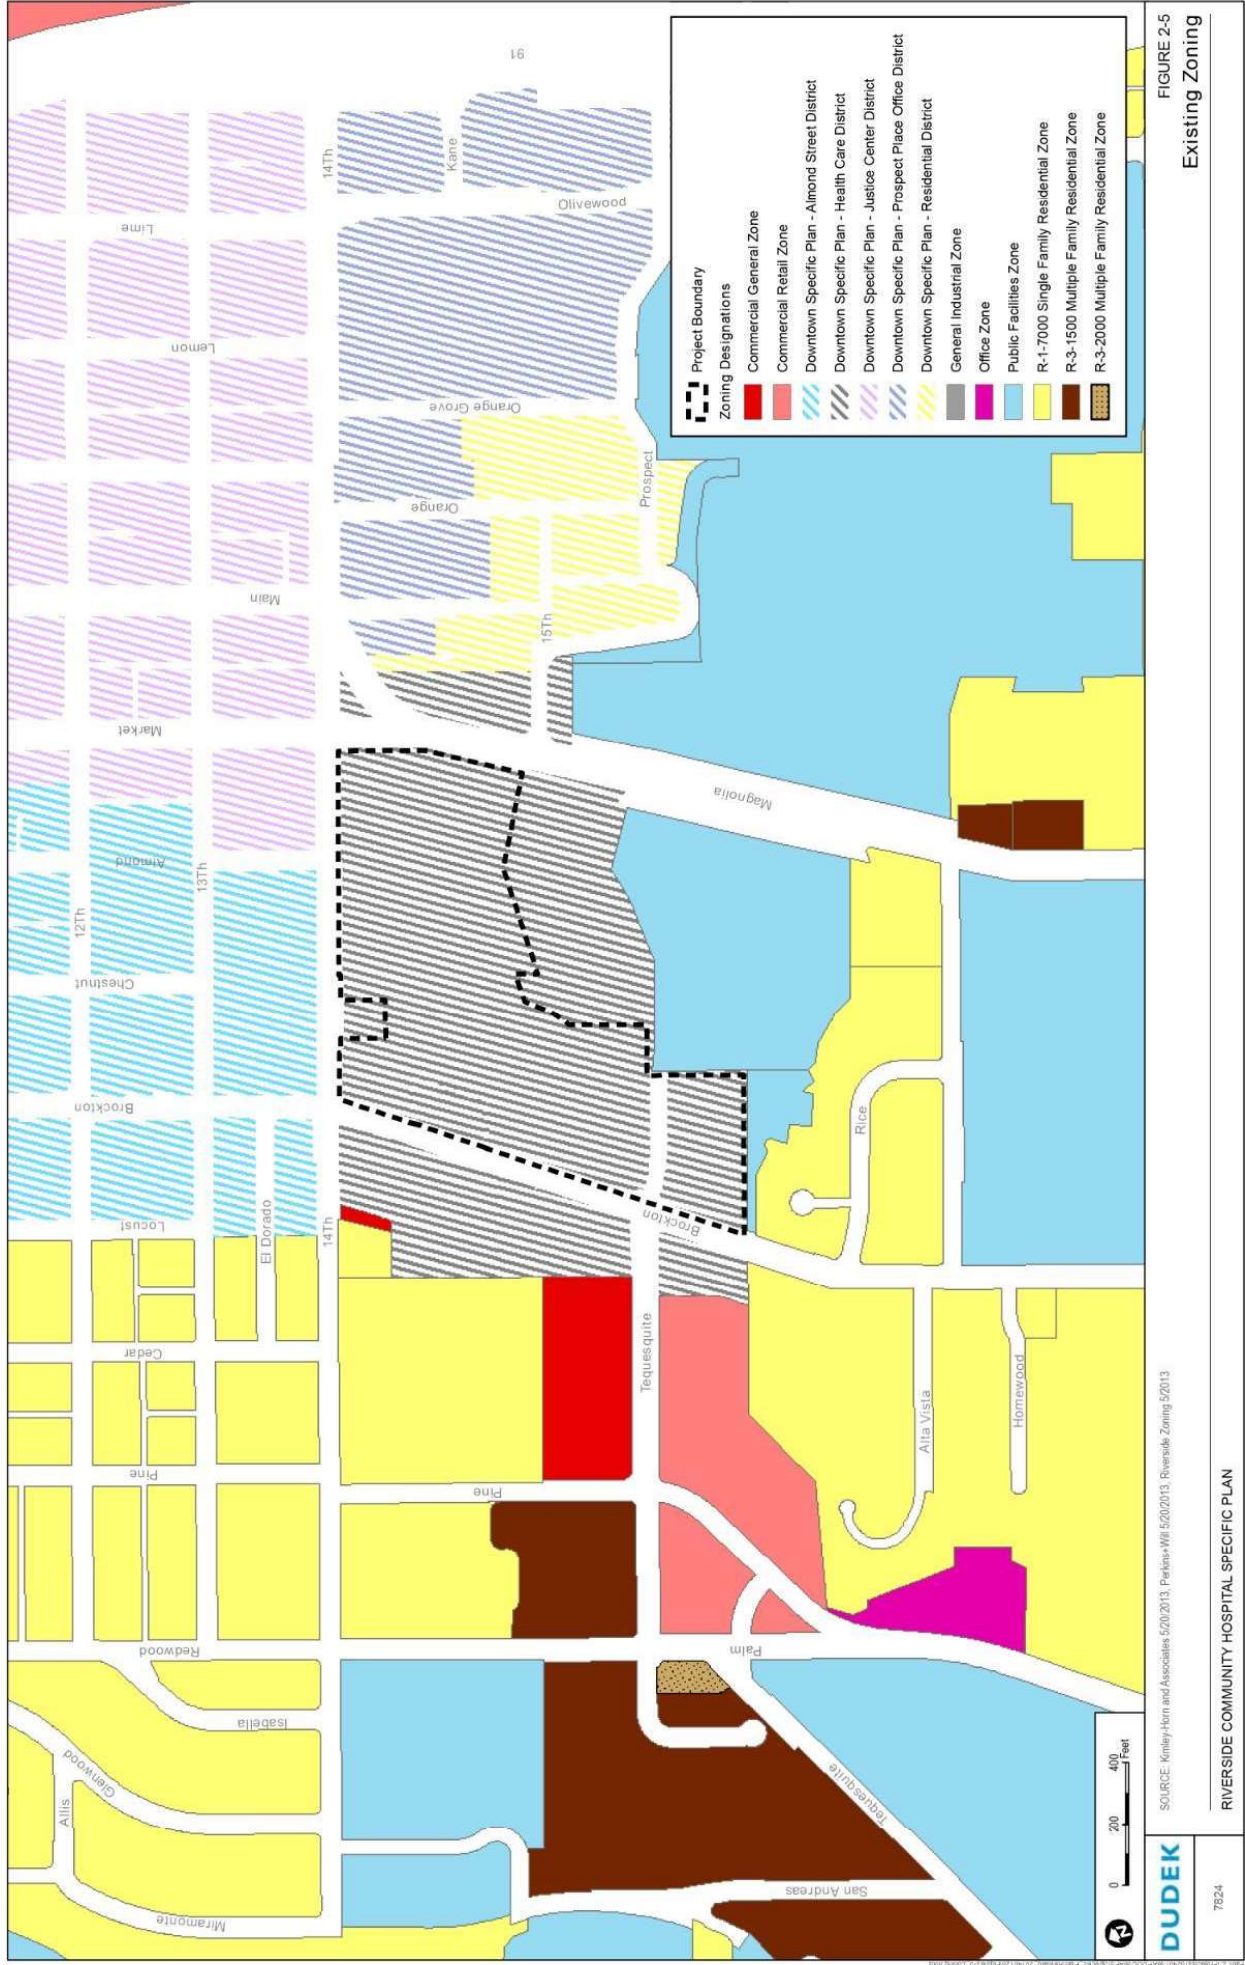 91
Lime
Lemon
14Th
Kane
Olivewood
Orange Grove
Orange
Prospect
Main
15Th
Market
Magnolia
Almond
13Th
12Th
Chestnut
Brockton
Rice
Locust
El Dorado
14Th
Brockton
Cedar
Tequesquite
Alta Vista
Homewood
Pine
Pine
Redwood
Palm
Isabella
Glenwood
Allis
Miramonte
Tequesquite
San Andreas
Project Boundary
Zoning Designations
Commercial General Zone
Commercial Retail Zone
Downtown Specific Plan - Almond Street District
Downtown Specific Plan - Health Care District
Downtown Specific Plan - Justice Center District
Downtown Specific Plan - Prospect Place Office District
Downtown Specific Plan - Residential District
General Industrial Zone
Office Zone
Public Facilities Zone
R-1-7000 Single Family Residential Zone
R-3-1500 Multiple Family Residential Zone
R-3-2000 Multiple Family Residential Zone
N
0 200 400
Feet
DUDEK
7824
SOURCE: Kimley-Horn and Associates 5/20/2013, Perkins+Will 5/20/2013, Riverside Zoning 5/2013
RIVERSIDE COMMUNITY HOSPITAL SPECIFIC PLAN
FIGURE 2-5
Existing Zoning